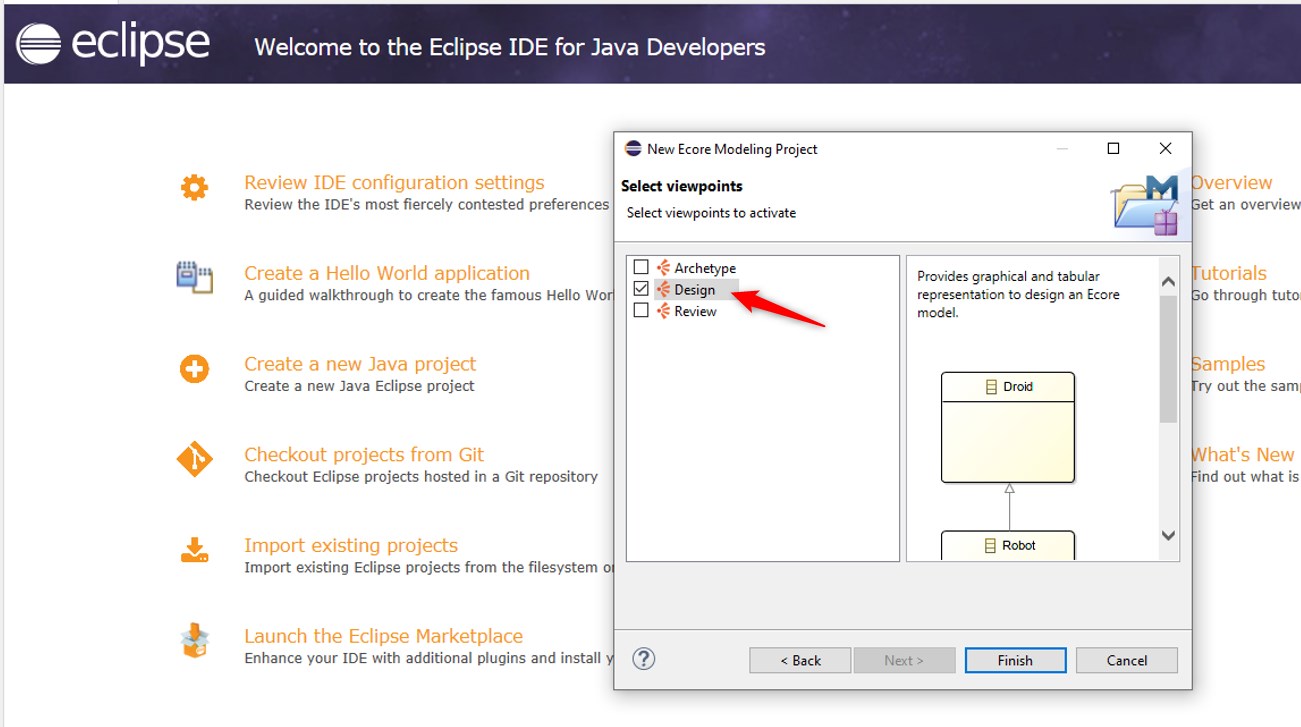 eclipse
Welcome to the Eclipse IDE for Java Developers
Review IDE configuration settings
Review the IDE's most fiercely contested preferences
Create a Hello World application
A guided walkthrough to create the famous Hello
Create a new Java project
Create a new Java Eclipse project
Checkout projects from Git
Checkout Eclipse projects hosted in a Git repository
Import existing projects
Import existing Eclipse projects from the filesystem
Launch the Eclipse Marketplace
Enhance your IDE with additional plugins and install
New Ecore Modeling Project
Select viewpoints
Select viewpoints to activate
Archetype
Design
Review
Provides graphical and tabular
representation to design an Ecore
model.
Droid
Robot
?
< Back
Next >
Finish
Cancel
Overview
Get an overview
Tutorials
Go through
Samples
Try out the
What's New
Find out what is